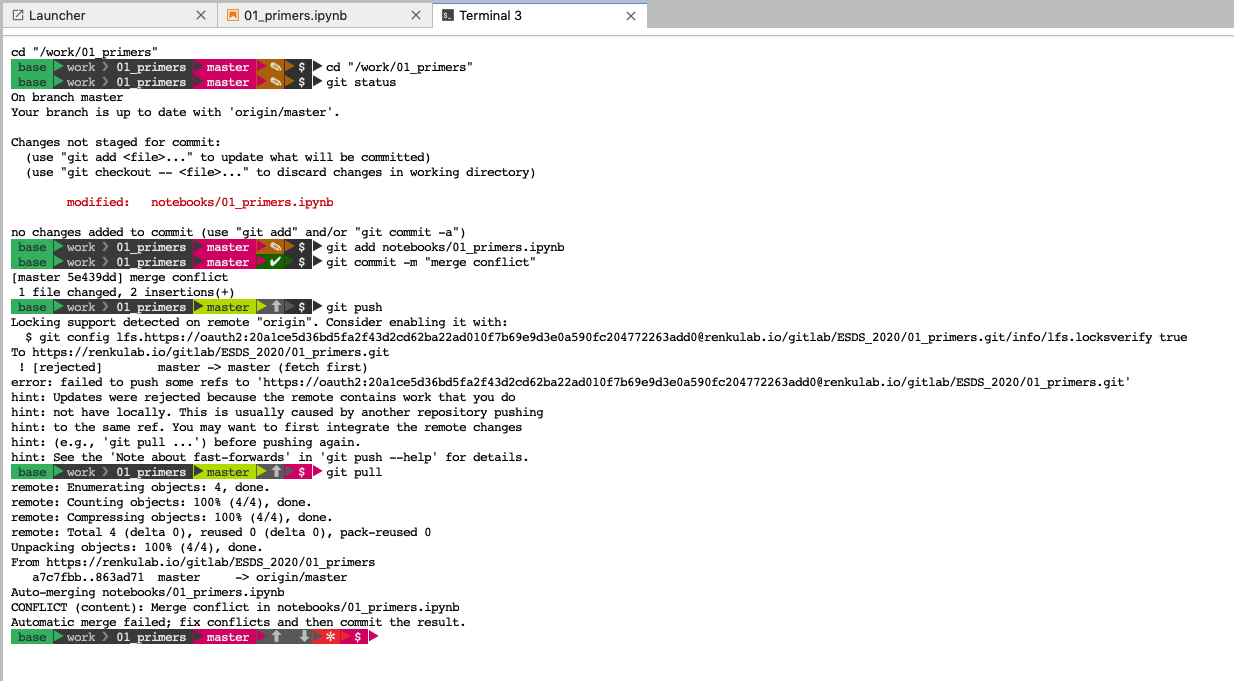 Launcher
01_primers.ipynb
Terminal 3
cd "/work/01_primers"
base work 01_primers master ✎ $ cd "/work/01_primers"
base work 01_primers master ✎ $ git status
On branch master
Your branch is up to date with 'origin/master'.
Changes not staged for commit:
(use "git add <file>..." to update what will be committed)
(use "git checkout -- <file>..." to discard changes in working directory)
modified: notebooks/01_primers.ipynb
no changes added to commit (use "git add" and/or "git commit -a")
base work 01_primers master ✎ $ git add notebooks/01_primers.ipynb
base work 01_primers master ✔ $ git commit -m "merge conflict"
[master 5e439dd] merge conflict
1 file changed, 2 insertions(+)
base work 01_primers master ⬆ $ git push
Locking support detected on remote "origin". Consider enabling it with:
$ git config lfs.https://oauth2:20a1ce5d36bd5fa2f43d2cd62ba22ad010f7b69e9d3e0a590fc204772263add0@renkulab.io/gitlab/ESDS_2020/01_primers.git/info/lfs.locksverify true
To https://renkulab.io/gitlab/ESDS_2020/01_primers.git
! [rejected] master -> master (fetch first)
error: failed to push some refs to 'https://oauth2:20a1ce5d36bd5fa2f43d2cd62ba22ad010f7b69e9d3e0a590fc204772263add0@renkulab.io/gitlab/ESDS_2020/01_primers.git'
hint: Updates were rejected because the remote contains work that you do
hint: not have locally. This is usually caused by another repository pushing
hint: to the same ref. You may want to first integrate the remote changes
hint: (e.g., 'git pull ...') before pushing again.
hint: See the 'Note about fast-forwards' in 'git push --help' for details.
base work 01_primers master ⬆ $ git pull
remote: Enumerating objects: 4, done.
remote: Counting objects: 100% (4/4), done.
remote: Compressing objects: 100% (4/4), done.
remote: Total 4 (delta 0), reused 0 (delta 0), pack-reused 0
Unpacking objects: 100% (4/4), done.
From https://renkulab.io/gitlab/ESDS_2020/01_primers
a7c7fbb..863ad71 master -> origin/master
Auto-merging notebooks/01_primers.ipynb
CONFLICT (content): Merge conflict in notebooks/01_primers.ipynb
Automatic merge failed; fix conflicts and then commit the result.
base work 01_primers master ⬆ ⬇ * $